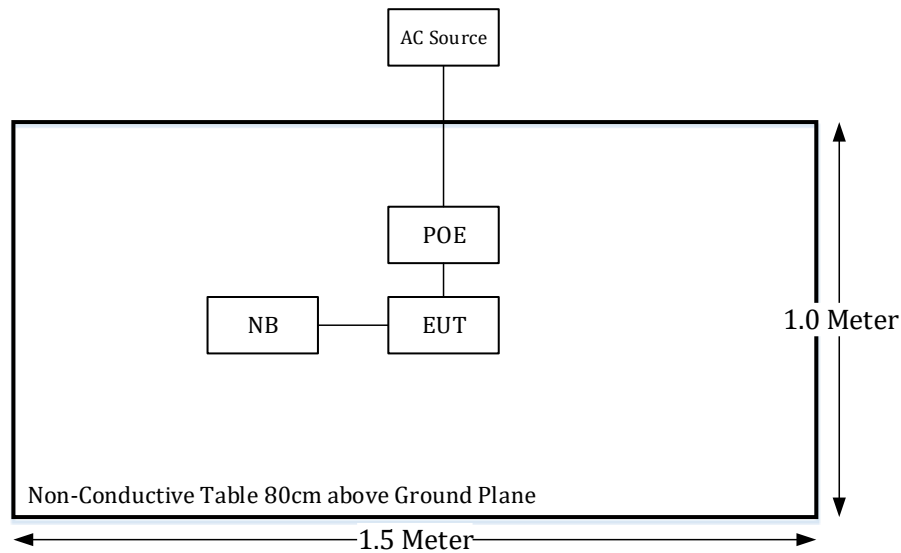 AC Source
POE
NB
EUT
1.0 Meter
Non-Conductive Table 80cm above Ground Plane
1.5 Meter